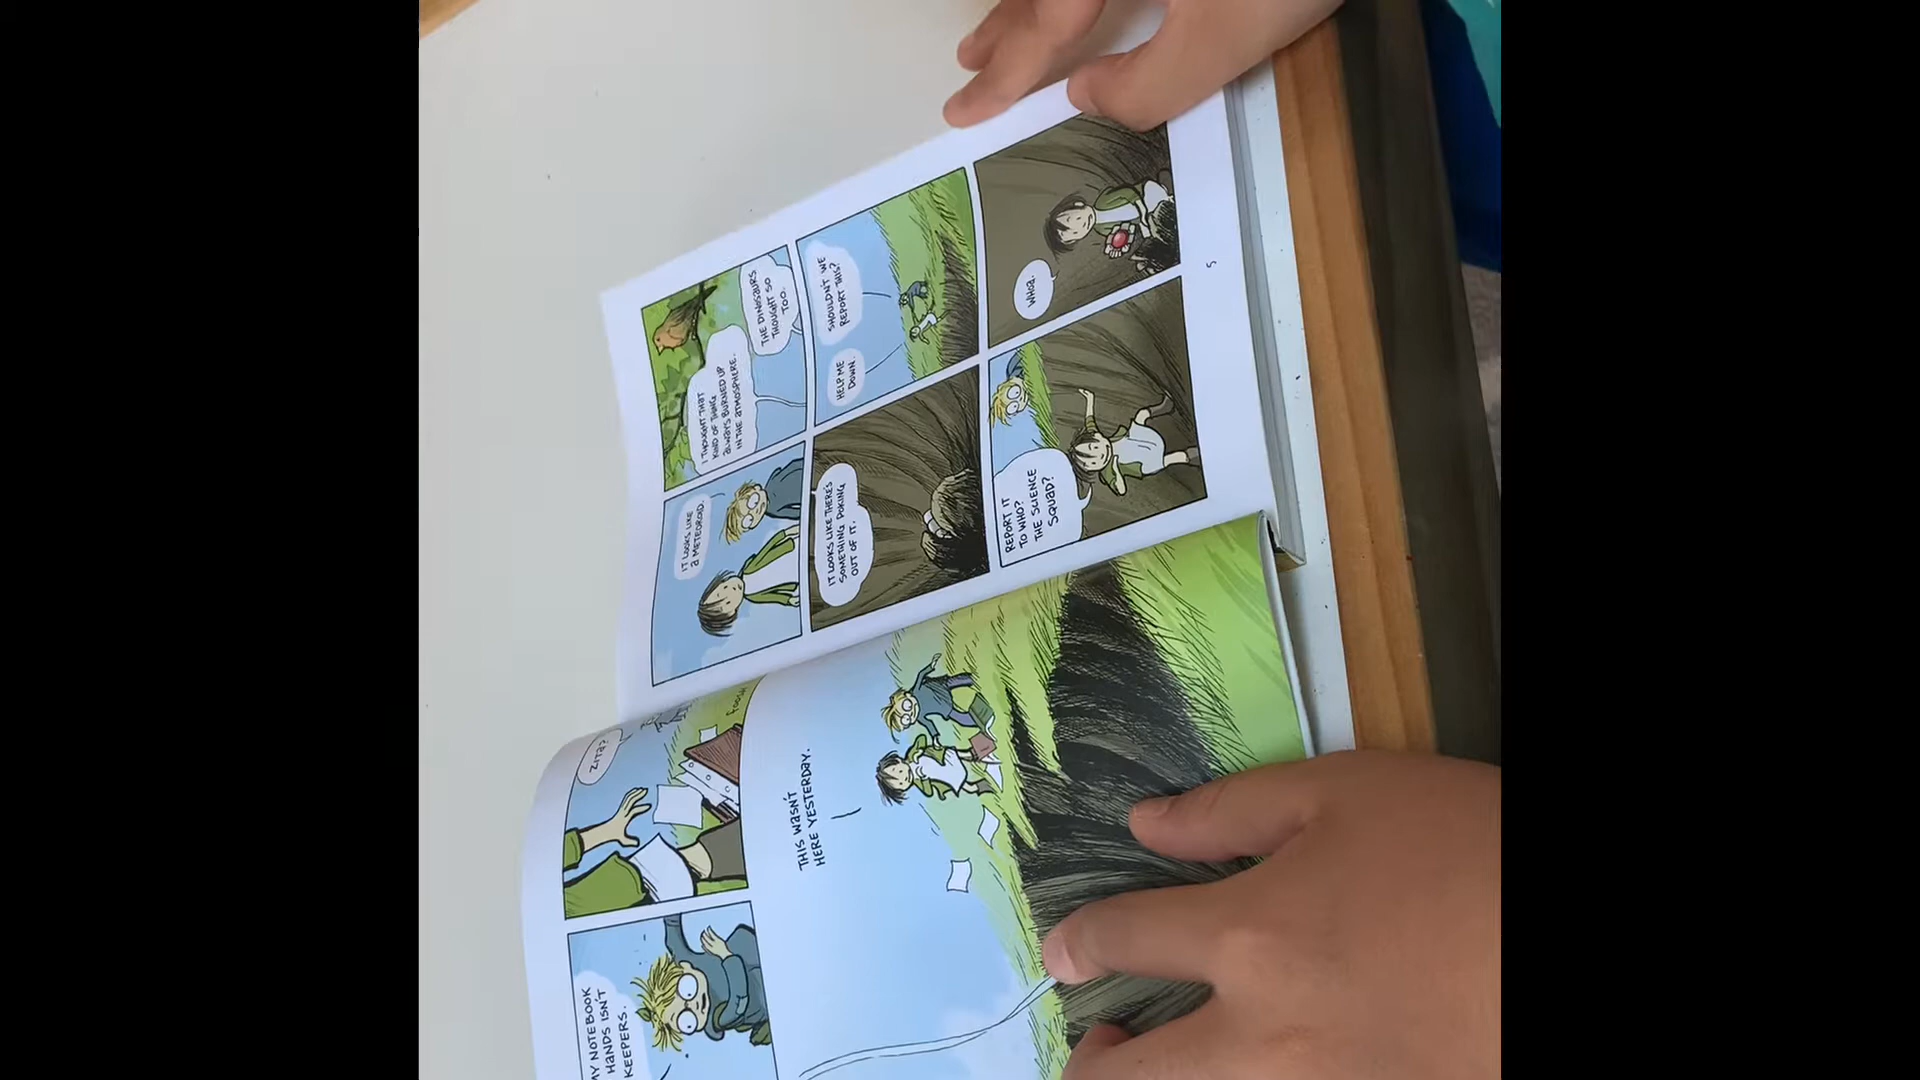 MY NOTEBOOK
HANDS ISN'T
KEEPERS.
ZITA?
FOOSH
THIS WASN'T
HERE YESTERDAY.
IT LOOKS LIKE
A METEOROID.
I THOUGHT THAT
KIND OF THING
ALWAYS BURNED UP
IN THE ATMOSPHERE.
THE DINOSAURS
THOUGHT SO
TOO.
IT LOOKS LIKE THERE'S
SOMETHING POKING
OUT OF IT.
HELP ME
DOWN.
SHOULDN'T WE
REPORT THIS?
REPORT IT
TO WHO?
THE SCIENCE
SQUAD?
WHOA.
5